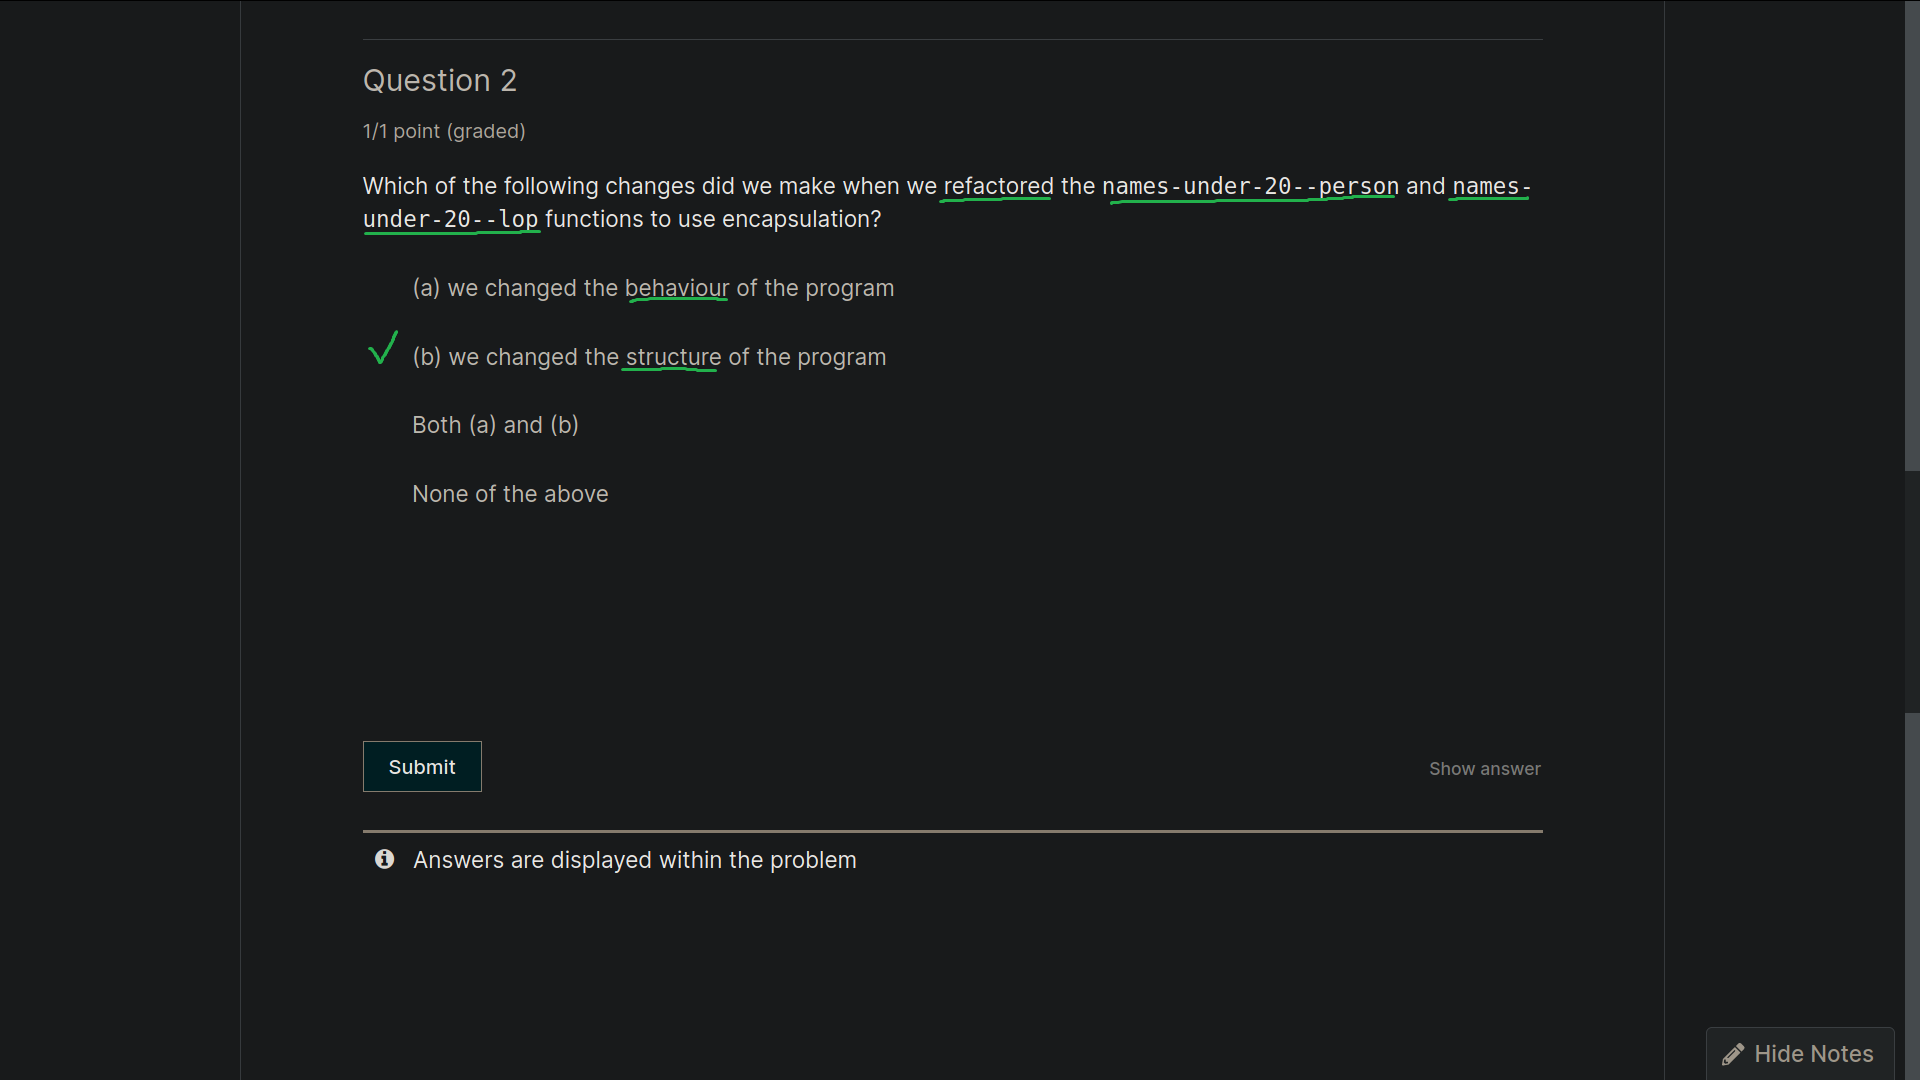 Question 2
1/1 point (graded)
Which of the following changes did we make when we refactored the names-under-20--person and names-
under-20--lop functions to use encapsulation?
(a) we changed the behaviour of the program
(b) we changed the structure of the program
Both (a) and (b)
None of the above
Submit
Show answer
Answers are displayed within the problem
Hide Notes